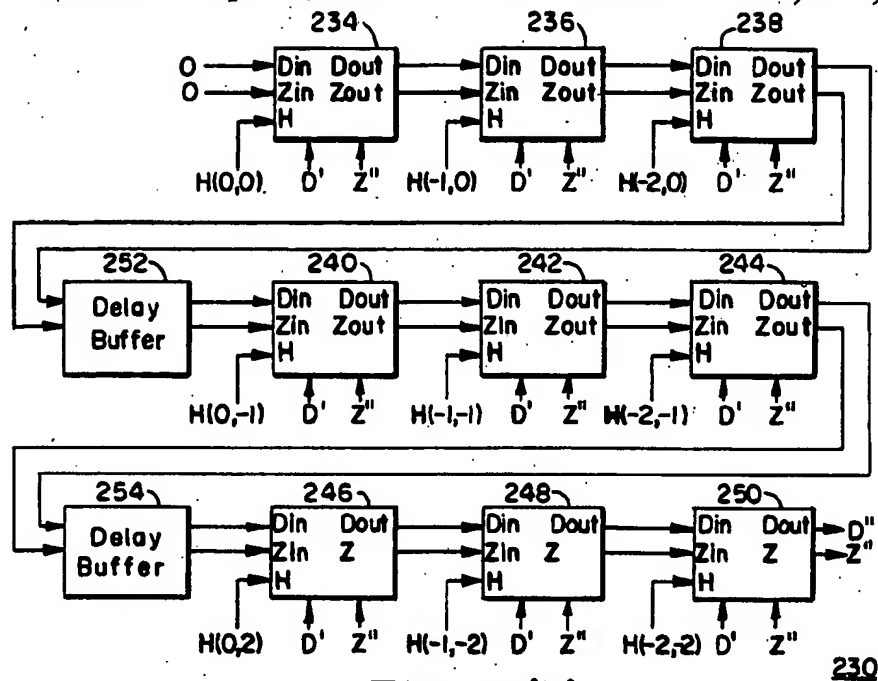 234 236 238
0 Din Dout Din Dout Din Dout
0 Zin Zout Zin Zout Zin Zout
H H H
H(0,0) D' Z" H(-1,0) D' Z" H(-2,0) D' Z"
252 240 242 244
Delay Buffer Din Dout Din Dout Din Dout
Zin Zout Zin Zout Zin Zout
H H H
H(0,-1) D' Z" H(-1,-1) D' Z" H(-2,-1) D' Z"
254 246 248 250
Delay Buffer Din Dout Din Dout Din Dout D"
Zin Z Zin Z Zin Z Z"
H H H
H(0,2) D' Z" H(-1,-2) D' Z" H(-2,-2) D' Z"
230